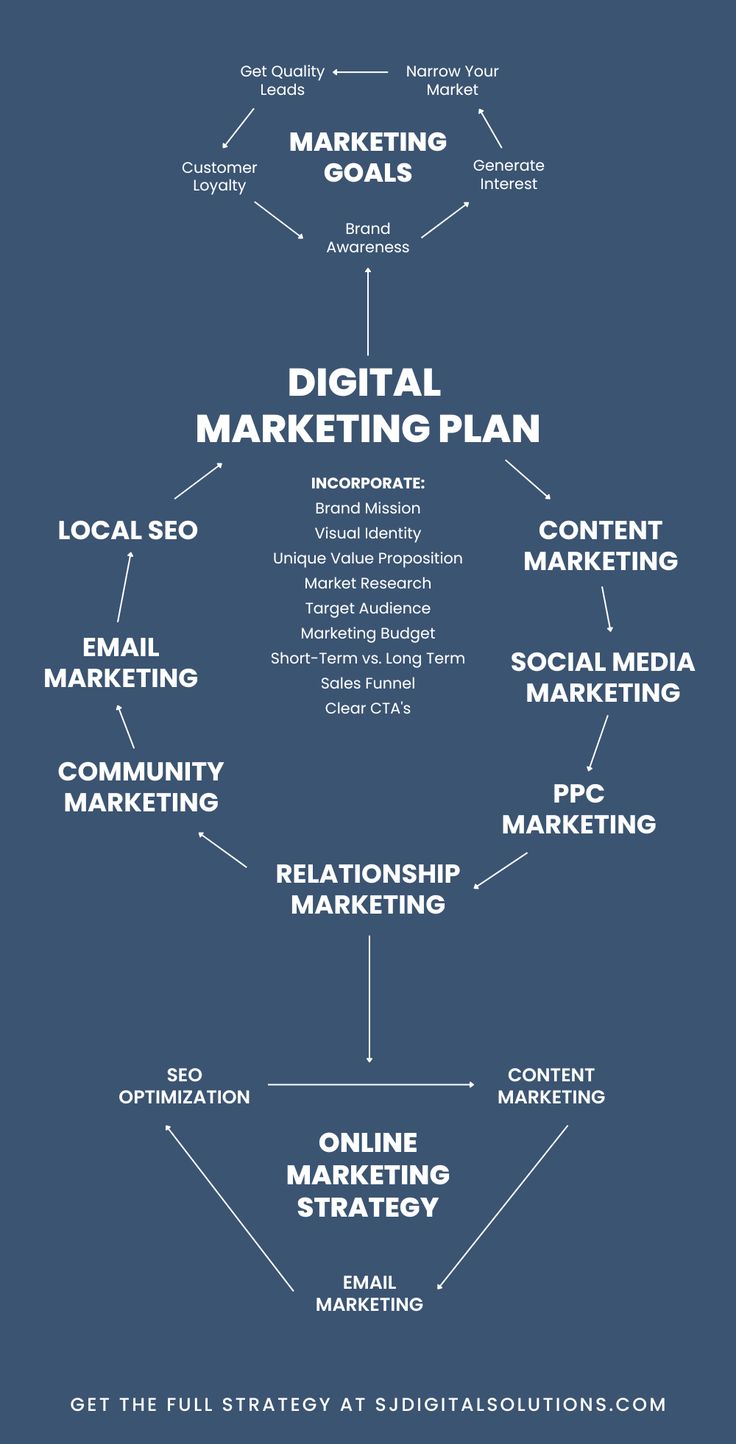 Get Quality
Leads
Narrow Your
Market
MARKETING
GOALS
Customer
Loyalty
Generate
Interest
Brand
Awareness
DIGITAL
MARKETING PLAN
INCORPORATE:
Brand Mission
Visual Identity
Unique Value Proposition
Market Research
Target Audience
Marketing Budget
Short-Term vs. Long Term
Sales Funnel
Clear CTA's
LOCAL SEO
CONTENT
MARKETING
EMAIL
MARKETING
SOCIAL MEDIA
MARKETING
COMMUNITY
MARKETING
PPC
MARKETING
RELATIONSHIP
MARKETING
SEO
OPTIMIZATION
CONTENT
MARKETING
ONLINE
MARKETING
STRATEGY
EMAIL
MARKETING
GET THE FULL STRATEGY AT SJDIGITALSOLUTIONS.COM